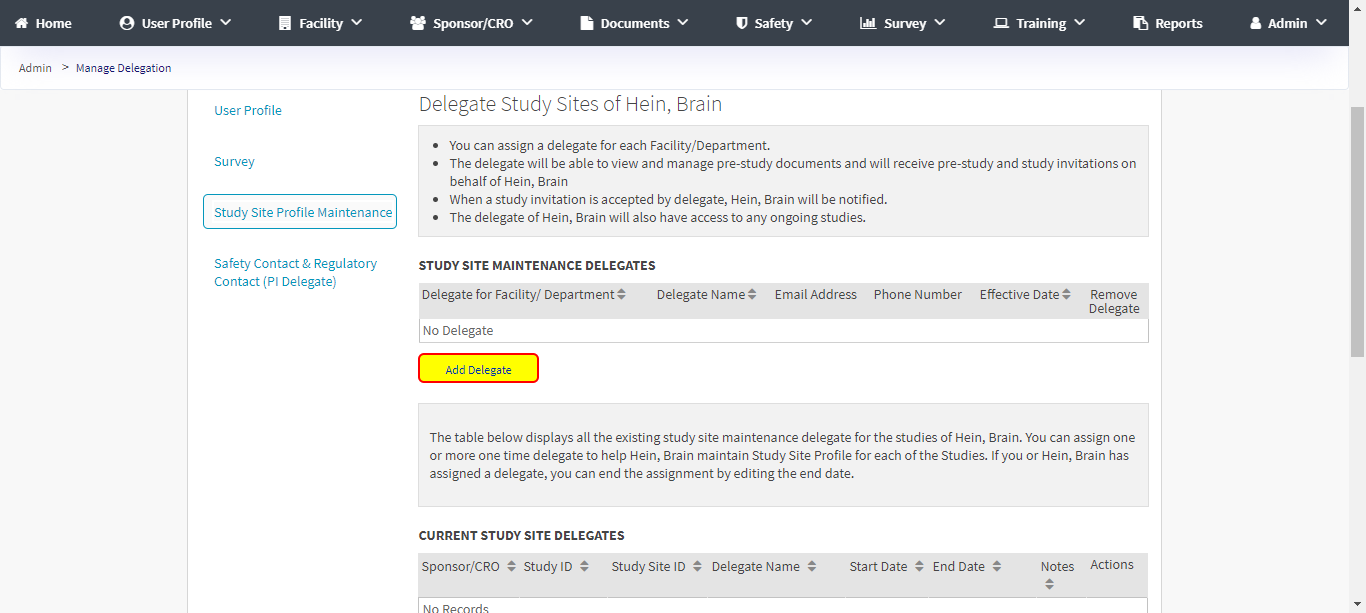 Home User Profile Facility Sponsor/CRO Documents Safety Survey Training Reports Admin
Admin > Manage Delegation
User Profile
Survey
Study Site Profile Maintenance
Safety Contact & Regulatory
Contact (PI Delegate)
Delegate Study Sites of Hein, Brain
• You can assign a delegate for each Facility/Department.
• The delegate will be able to view and manage pre-study documents and will receive pre-study and study invitations on
behalf of Hein, Brain
• When a study invitation is accepted by delegate, Hein, Brain will be notified.
• The delegate of Hein, Brain will also have access to any ongoing studies.
STUDY SITE MAINTENANCE DELEGATES
Delegate for Facility/ Department Delegate Name Email Address Phone Number Effective Date Remove
Delegate
No Delegate
Add Delegate
The table below displays all the existing study site maintenance delegate for the studies of Hein, Brain. You can assign one
or more one time delegate to help Hein, Brain maintain Study Site Profile for each of the Studies. If you or Hein, Brain has
assigned a delegate, you can end the assignment by editing the end date.
CURRENT STUDY SITE DELEGATES
Sponsor/CRO Study ID Study Site ID Delegate Name Start Date End Date Notes Actions
No Records